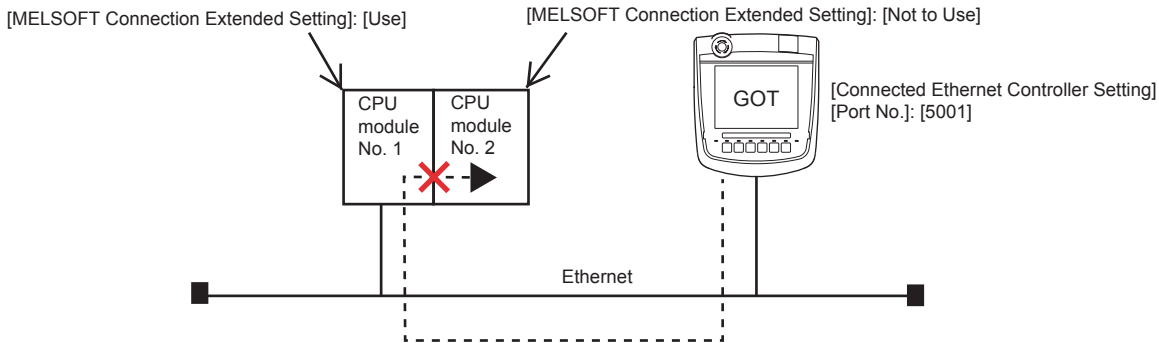 [MELSOFT Connection Extended Setting]: [Use]
[MELSOFT Connection Extended Setting]: [Not to Use]
CPU
module
No. 1
CPU
module
No. 2
GOT
[Connected Ethernet Controller Setting]
[Port No.]: [5001]
Ethernet